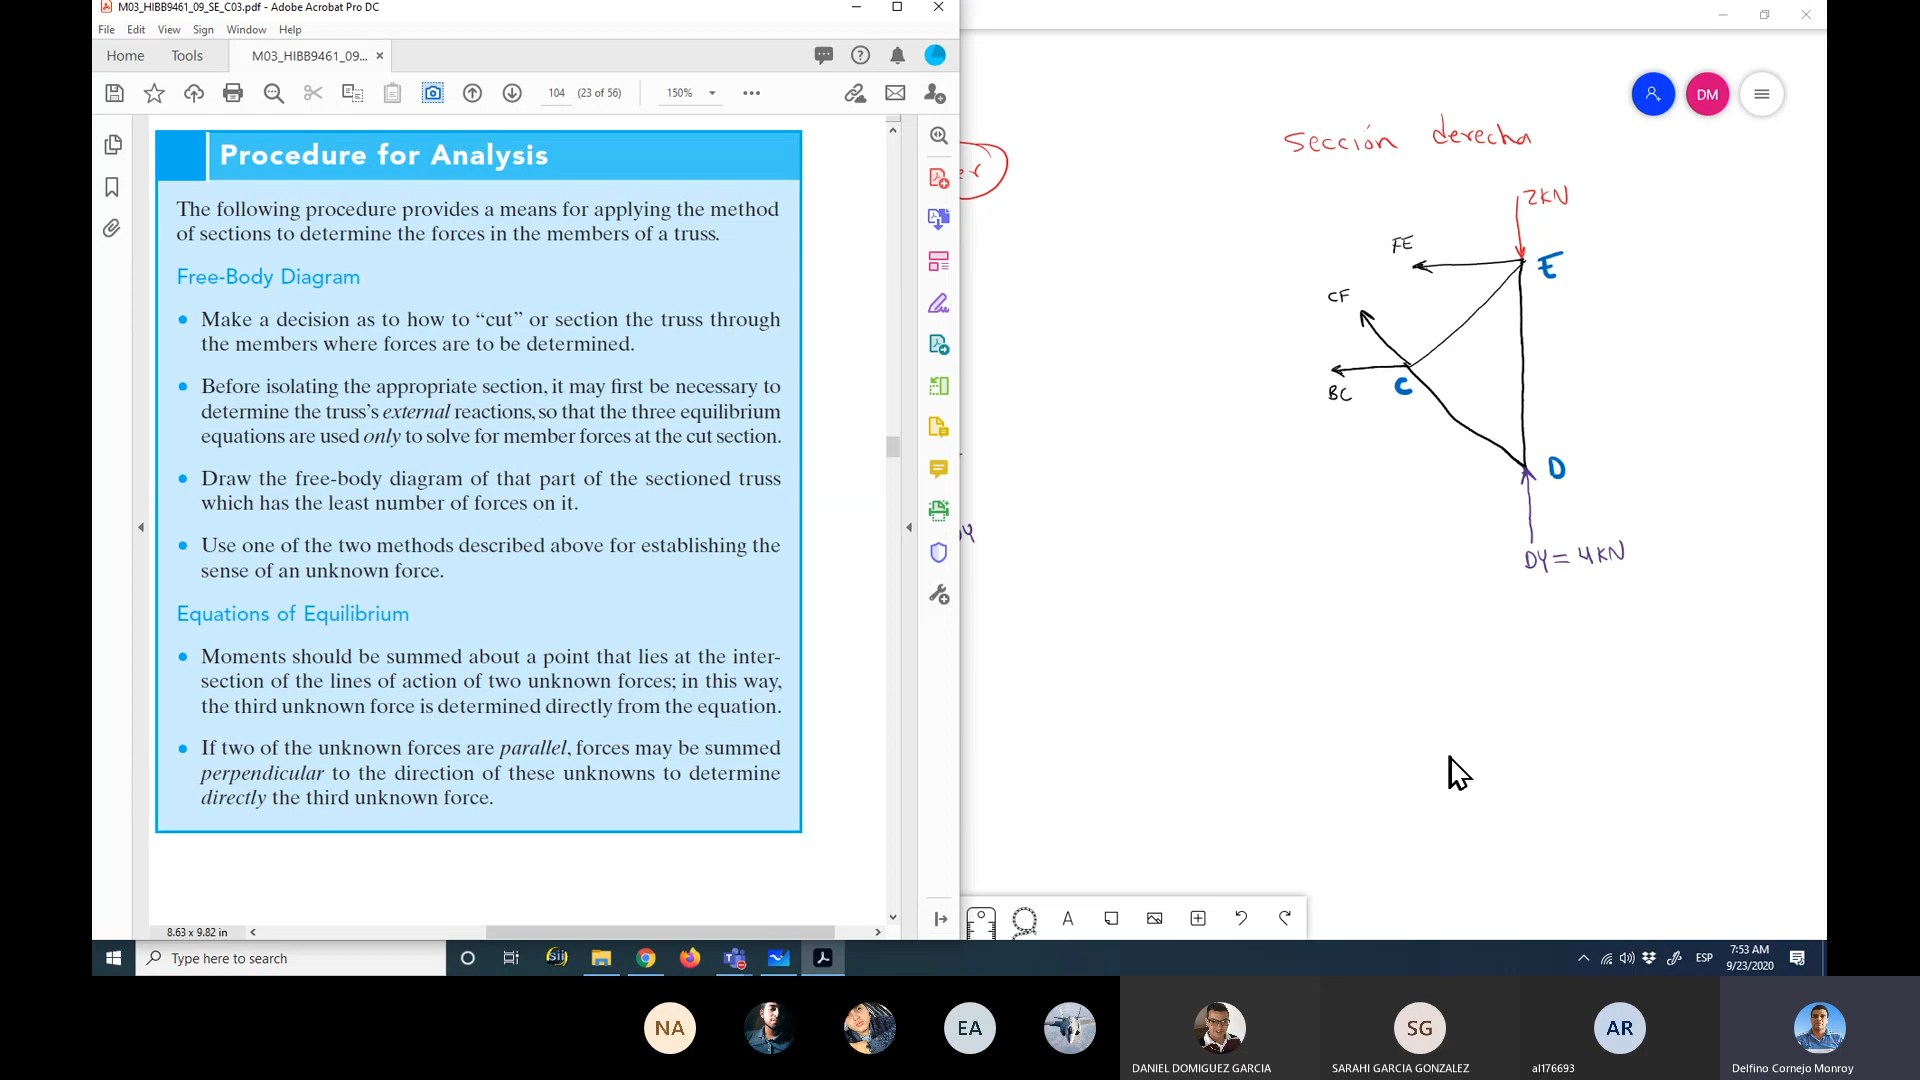 M03_HIBB9461_09_SE_C03.pdf - Adobe Acrobat Pro DC
File Edit View Sign Window Help
Home Tools M03_HIBB9461_09... ×
104 (23 of 56) 150%
Procedure for Analysis
The following procedure provides a means for applying the method
of sections to determine the forces in the members of a truss.
Free-Body Diagram
• Make a decision as to how to “cut” or section the truss through
the members where forces are to be determined.
• Before isolating the appropriate section, it may first be necessary to
determine the truss’s external reactions, so that the three equilibrium
equations are used only to solve for member forces at the cut section.
• Draw the free-body diagram of that part of the sectioned truss
which has the least number of forces on it.
• Use one of the two methods described above for establishing the
sense of an unknown force.
Equations of Equilibrium
• Moments should be summed about a point that lies at the inter-
section of the lines of action of two unknown forces; in this way,
the third unknown force is determined directly from the equation.
• If two of the unknown forces are parallel, forces may be summed
perpendicular to the direction of these unknowns to determine
directly the third unknown force.
8.63 x 9.82 in
DM
Sección derecha
2KN
FE
E
CF
C
BC
D
DY = 4KN
A
Type here to search
sii
ESP
7:53 AM
9/23/2020
NA
EA
SG
AR
DANIEL DOMIGUEZ GARCIA
SARAHI GARCIA GONZALEZ
al176693
Delfino Cornejo Monroy